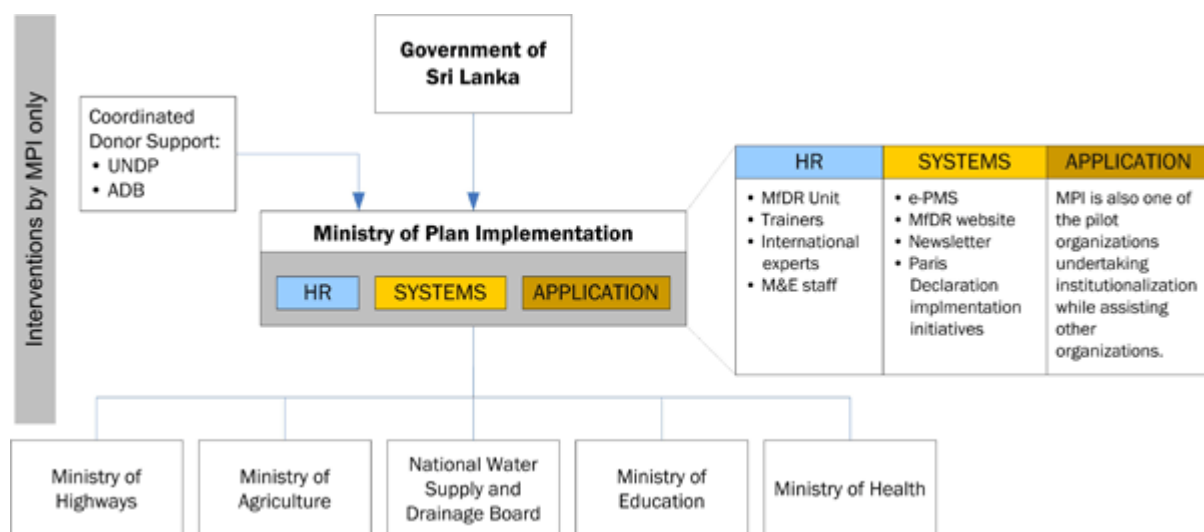 Interventions by MPI only
Government of
Sri Lanka
Coordinated
Donor Support:
• UNDP
• ADB
Ministry of Plan Implementation
HR
SYSTEMS
APPLICATION
HR
• MfDR Unit
• Trainers
• International
experts
• M&E staff
SYSTEMS
• e-PMS
• MfDR website
• Newsletter
• Paris
Declaration
implmentation
initiatives
APPLICATION
MPI is also one of
the pilot
organizations
undertaking
institutionalization
while assisting
other
organizations.
Ministry of
Highways
Ministry of
Agriculture
National Water
Supply and
Drainage Board
Ministry of
Education
Ministry of Health